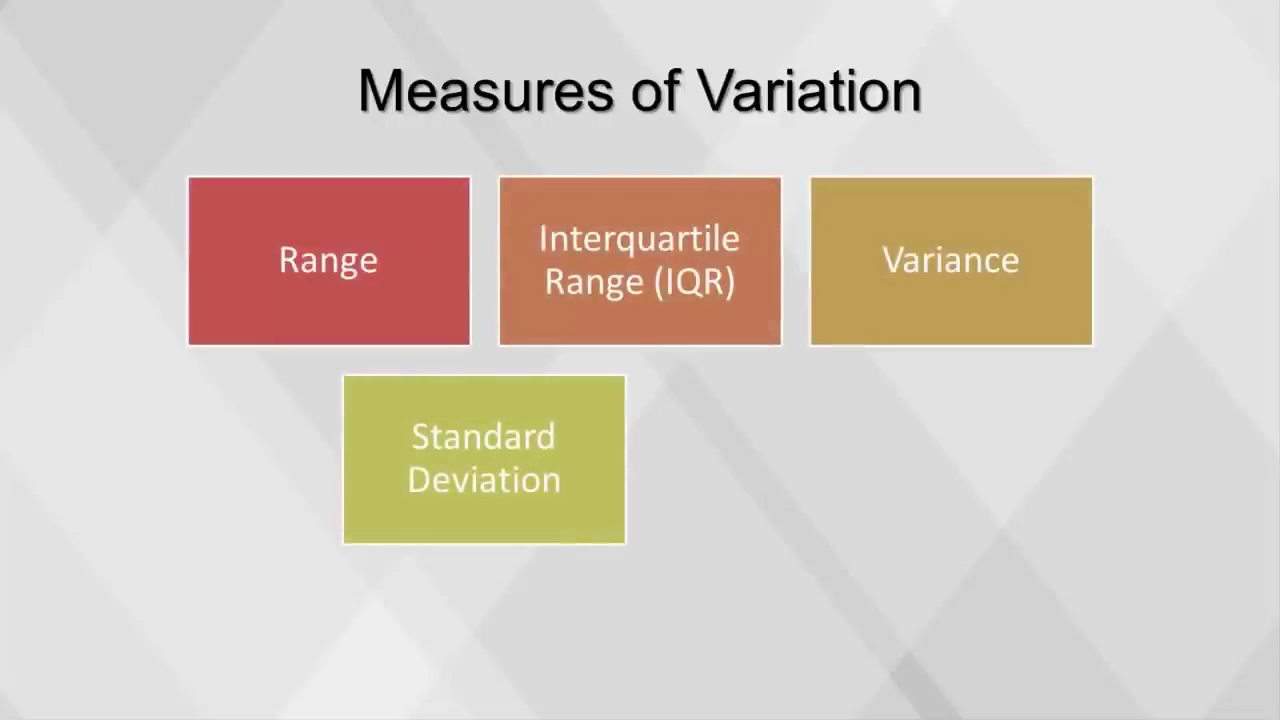 Measures of Variation
Range
Interquartile
Range (IQR)
Variance
Standard
Deviation